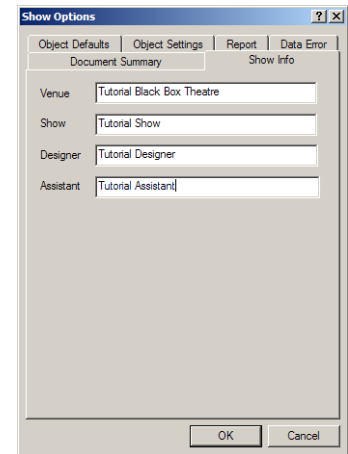 Show Options
Object Defaults Object Settings Report Data Error
Document Summary Show Info
Venue Tutorial Black Box Theatre
Show Tutorial Show
Designer Tutorial Designer
Assistant Tutorial Assistant
OK Cancel